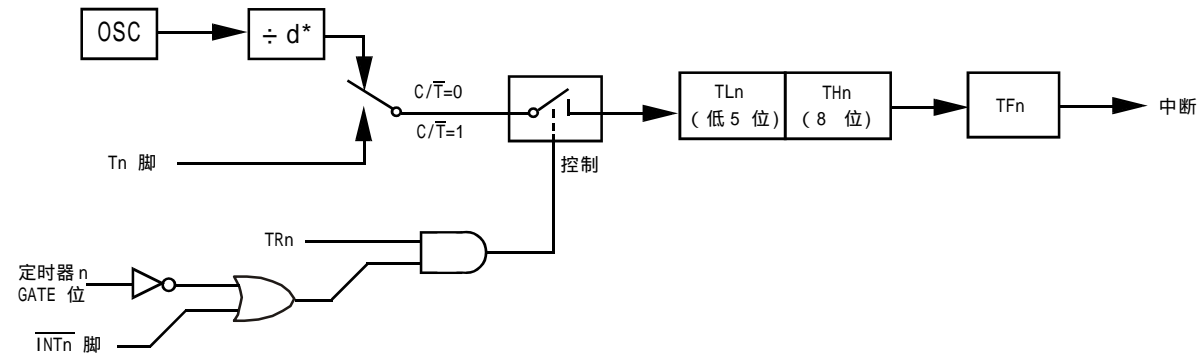 OSC
÷ d*
C/T̅=0
C/T̅=1
TLn
(低5 位)
THn
(8 位)
TFn
中断
控制
Tn 脚
TRn
定时器n
GATE 位
I̅N̅T̅n̅ 脚